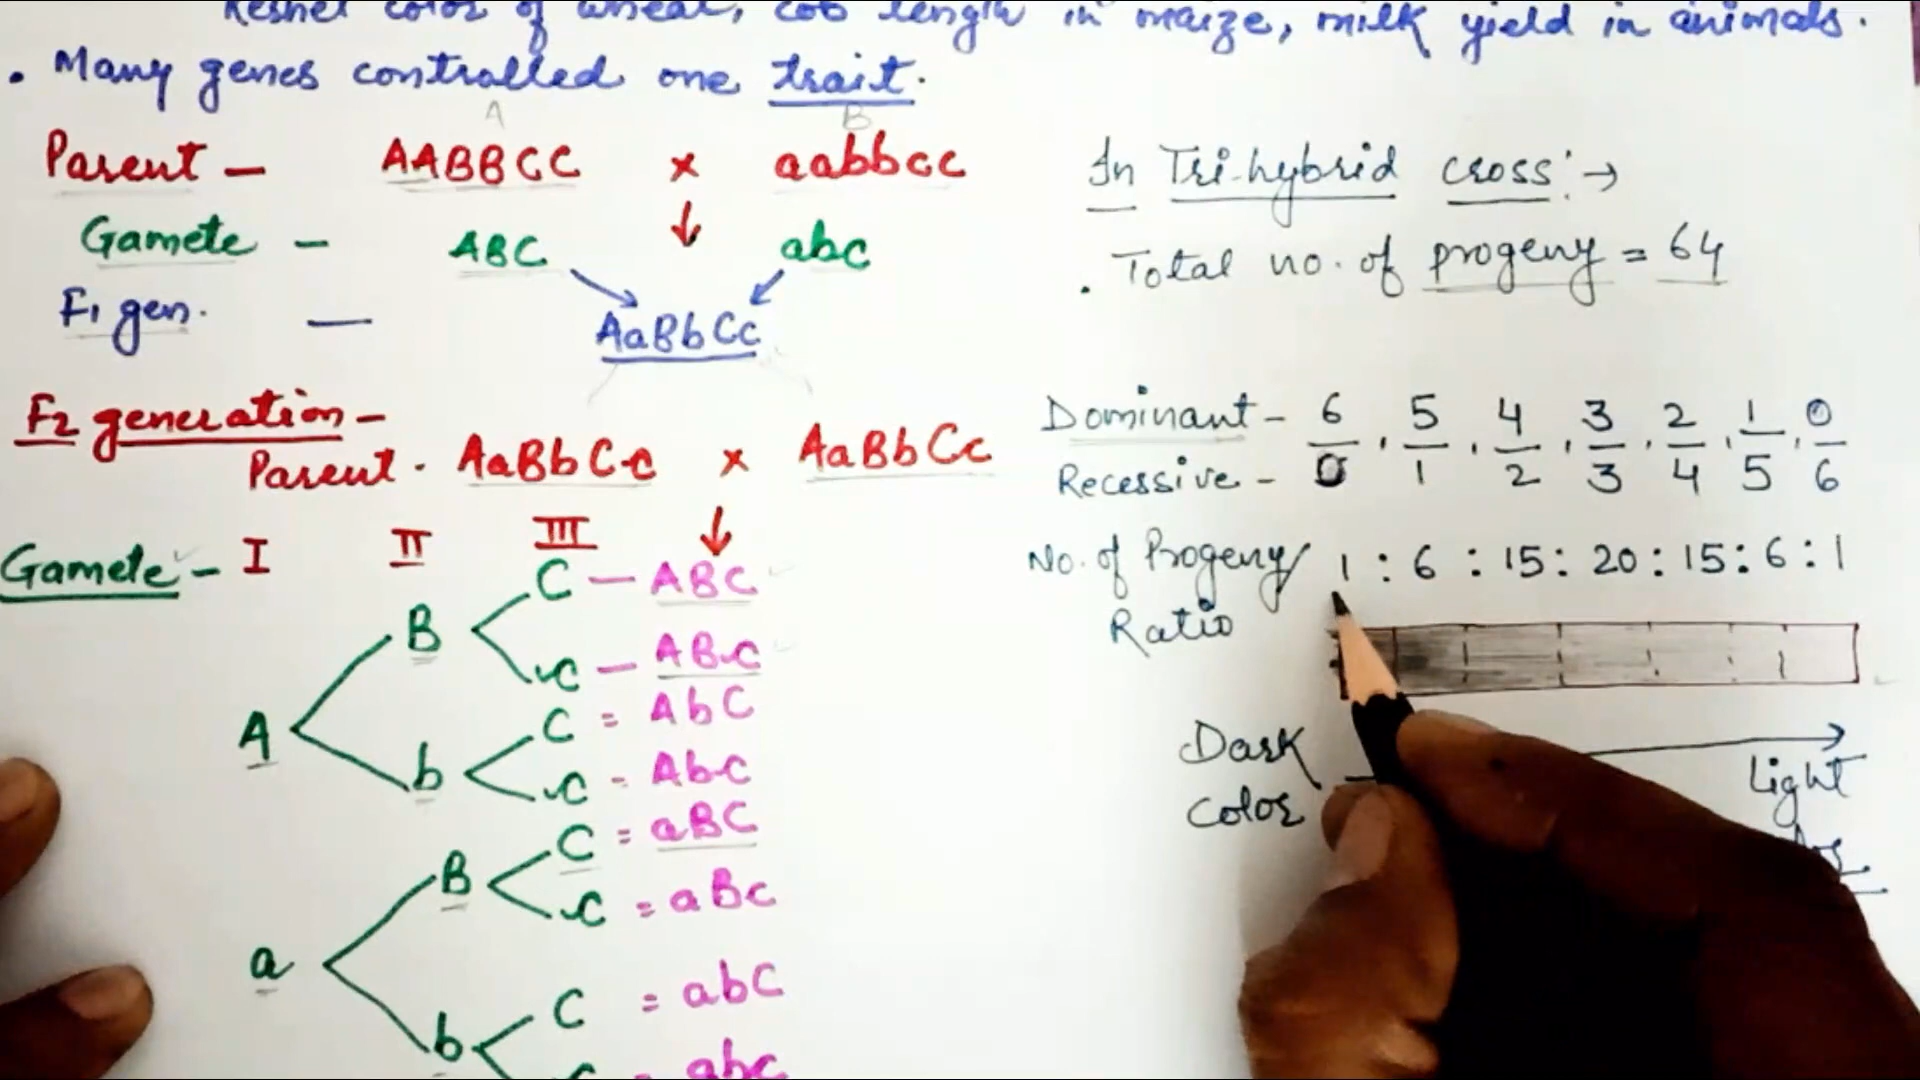 color of wheat, cob length in maize, milk yield in animals.
• Many genes controlled one trait.
A B
Parent - AABBCC × aabbcc
Gamete - ABC abc
F1 gen. — AaBbCc
F2 generation -
Parent - AaBbCc × AaBbCc
Gamete - I II III
C - ABC
B
c - ABc
A
C = AbC
b
c - Abc
C = aBC
B
c = aBc
a
C = abC
b
c = abc
In Tri-hybrid cross:→
• Total no. of progeny = 64
Dominant - 6 , 5 , 4 , 3 , 2 , 1 , 0
Recessive - 0 1 2 3 4 5 6
No. of Progeny / 1 : 6 : 15 : 20 : 15 : 6 : 1
Ratio
Dark
Color
Light